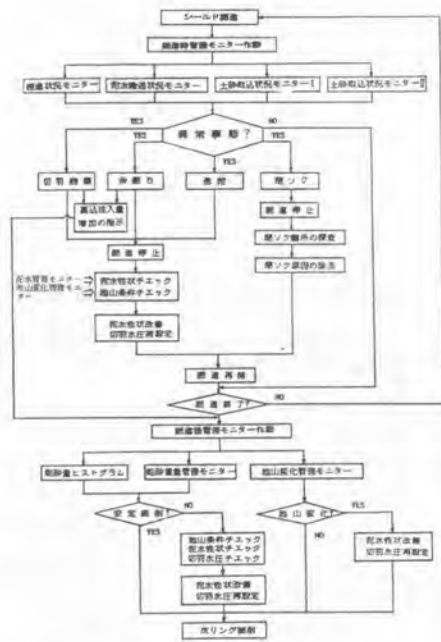 シールド掘進
掘進時管理モニター作動
掘進状況モニター
泥水輸送状況モニター
土砂取込状況モニターI
土砂取込状況モニターII
YES
YES
異常事態?
YES
NO
YES
切羽崩壊
余掘り
逸泥
閉ソク
裏込注入量
増加の指示
掘進停止
掘進停止
閉ソク箇所の探査
閉ソク原因の除去
泥水管理モニター
地山変化管理モニ
ター
泥水性状チェック
地山条件チェック
泥水性状改善
切羽水圧再設定
掘進再開
掘進終了?
NO
掘進後管理モニター作動
乾砂量ヒストグラム
乾砂量管理モニター
地山変化管理モニター
安定掘削?
NO
YES
地山変化?
YES
NO
地山条件チェック
泥水性状チェック
切羽水圧チェック
泥水性状改善
切羽水圧再設定
泥水性状改善
切羽水圧再設定
次リング掘削